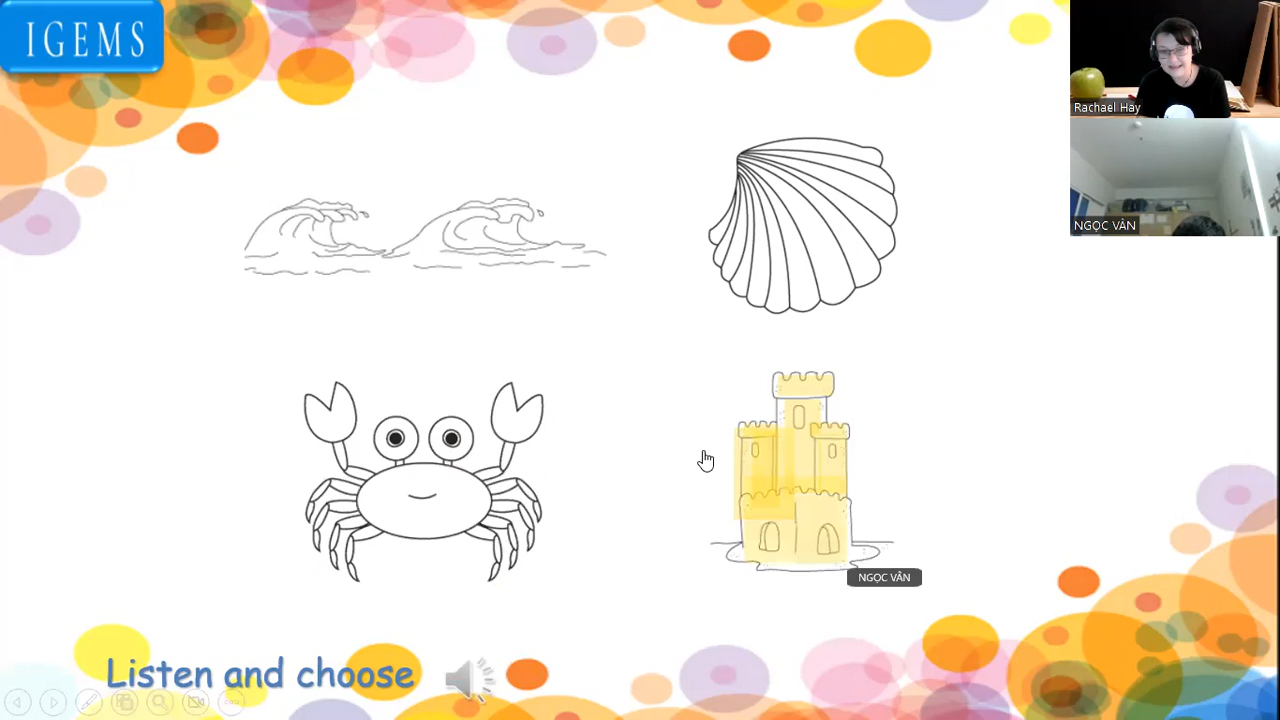 IGEMS
Rachael Hay
NGỌC VÂN
NGỌC VÂN
Listen and choose